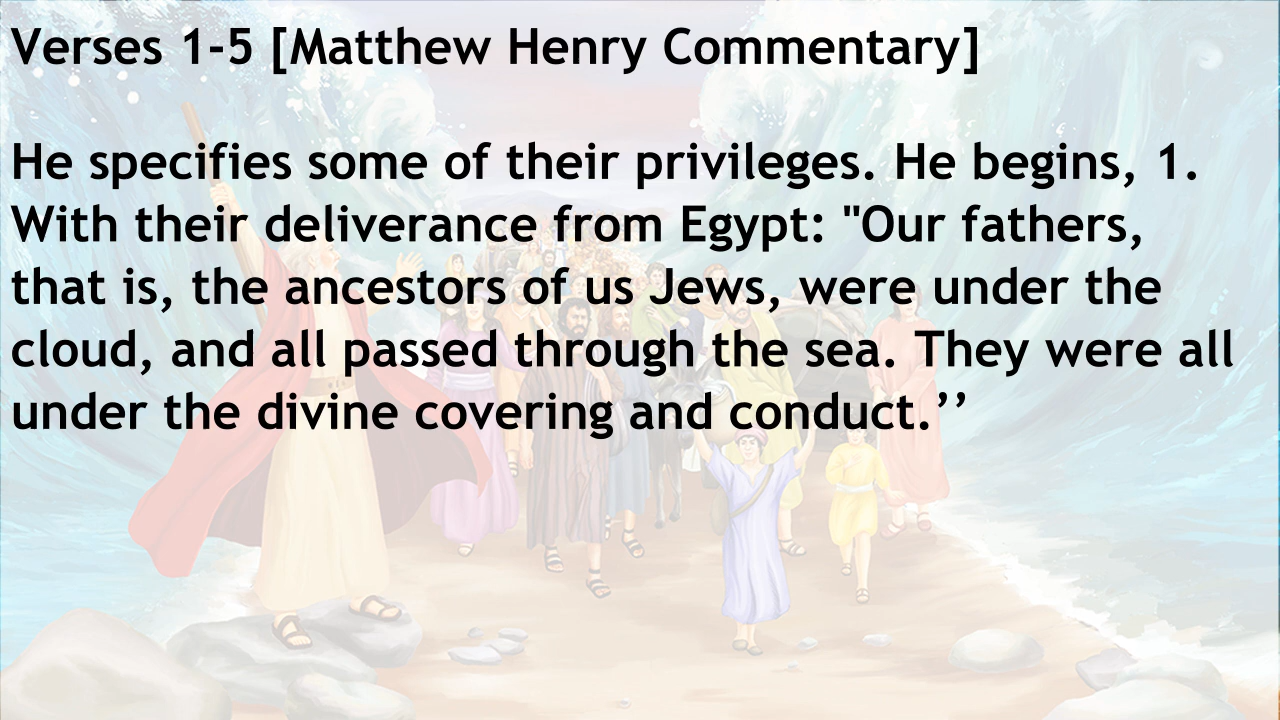 Verses 1-5 [Matthew Henry Commentary]
He specifies some of their privileges. He begins, 1.
With their deliverance from Egypt: "Our fathers,
that is, the ancestors of us Jews, were under the
cloud, and all passed through the sea. They were all
under the divine covering and conduct.’’